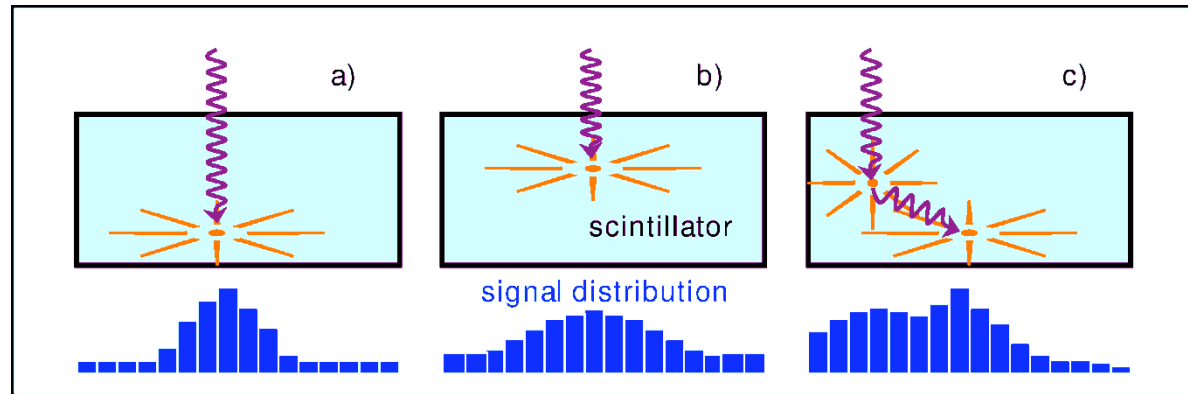 a)
b)
c)
scintillator
signal distribution